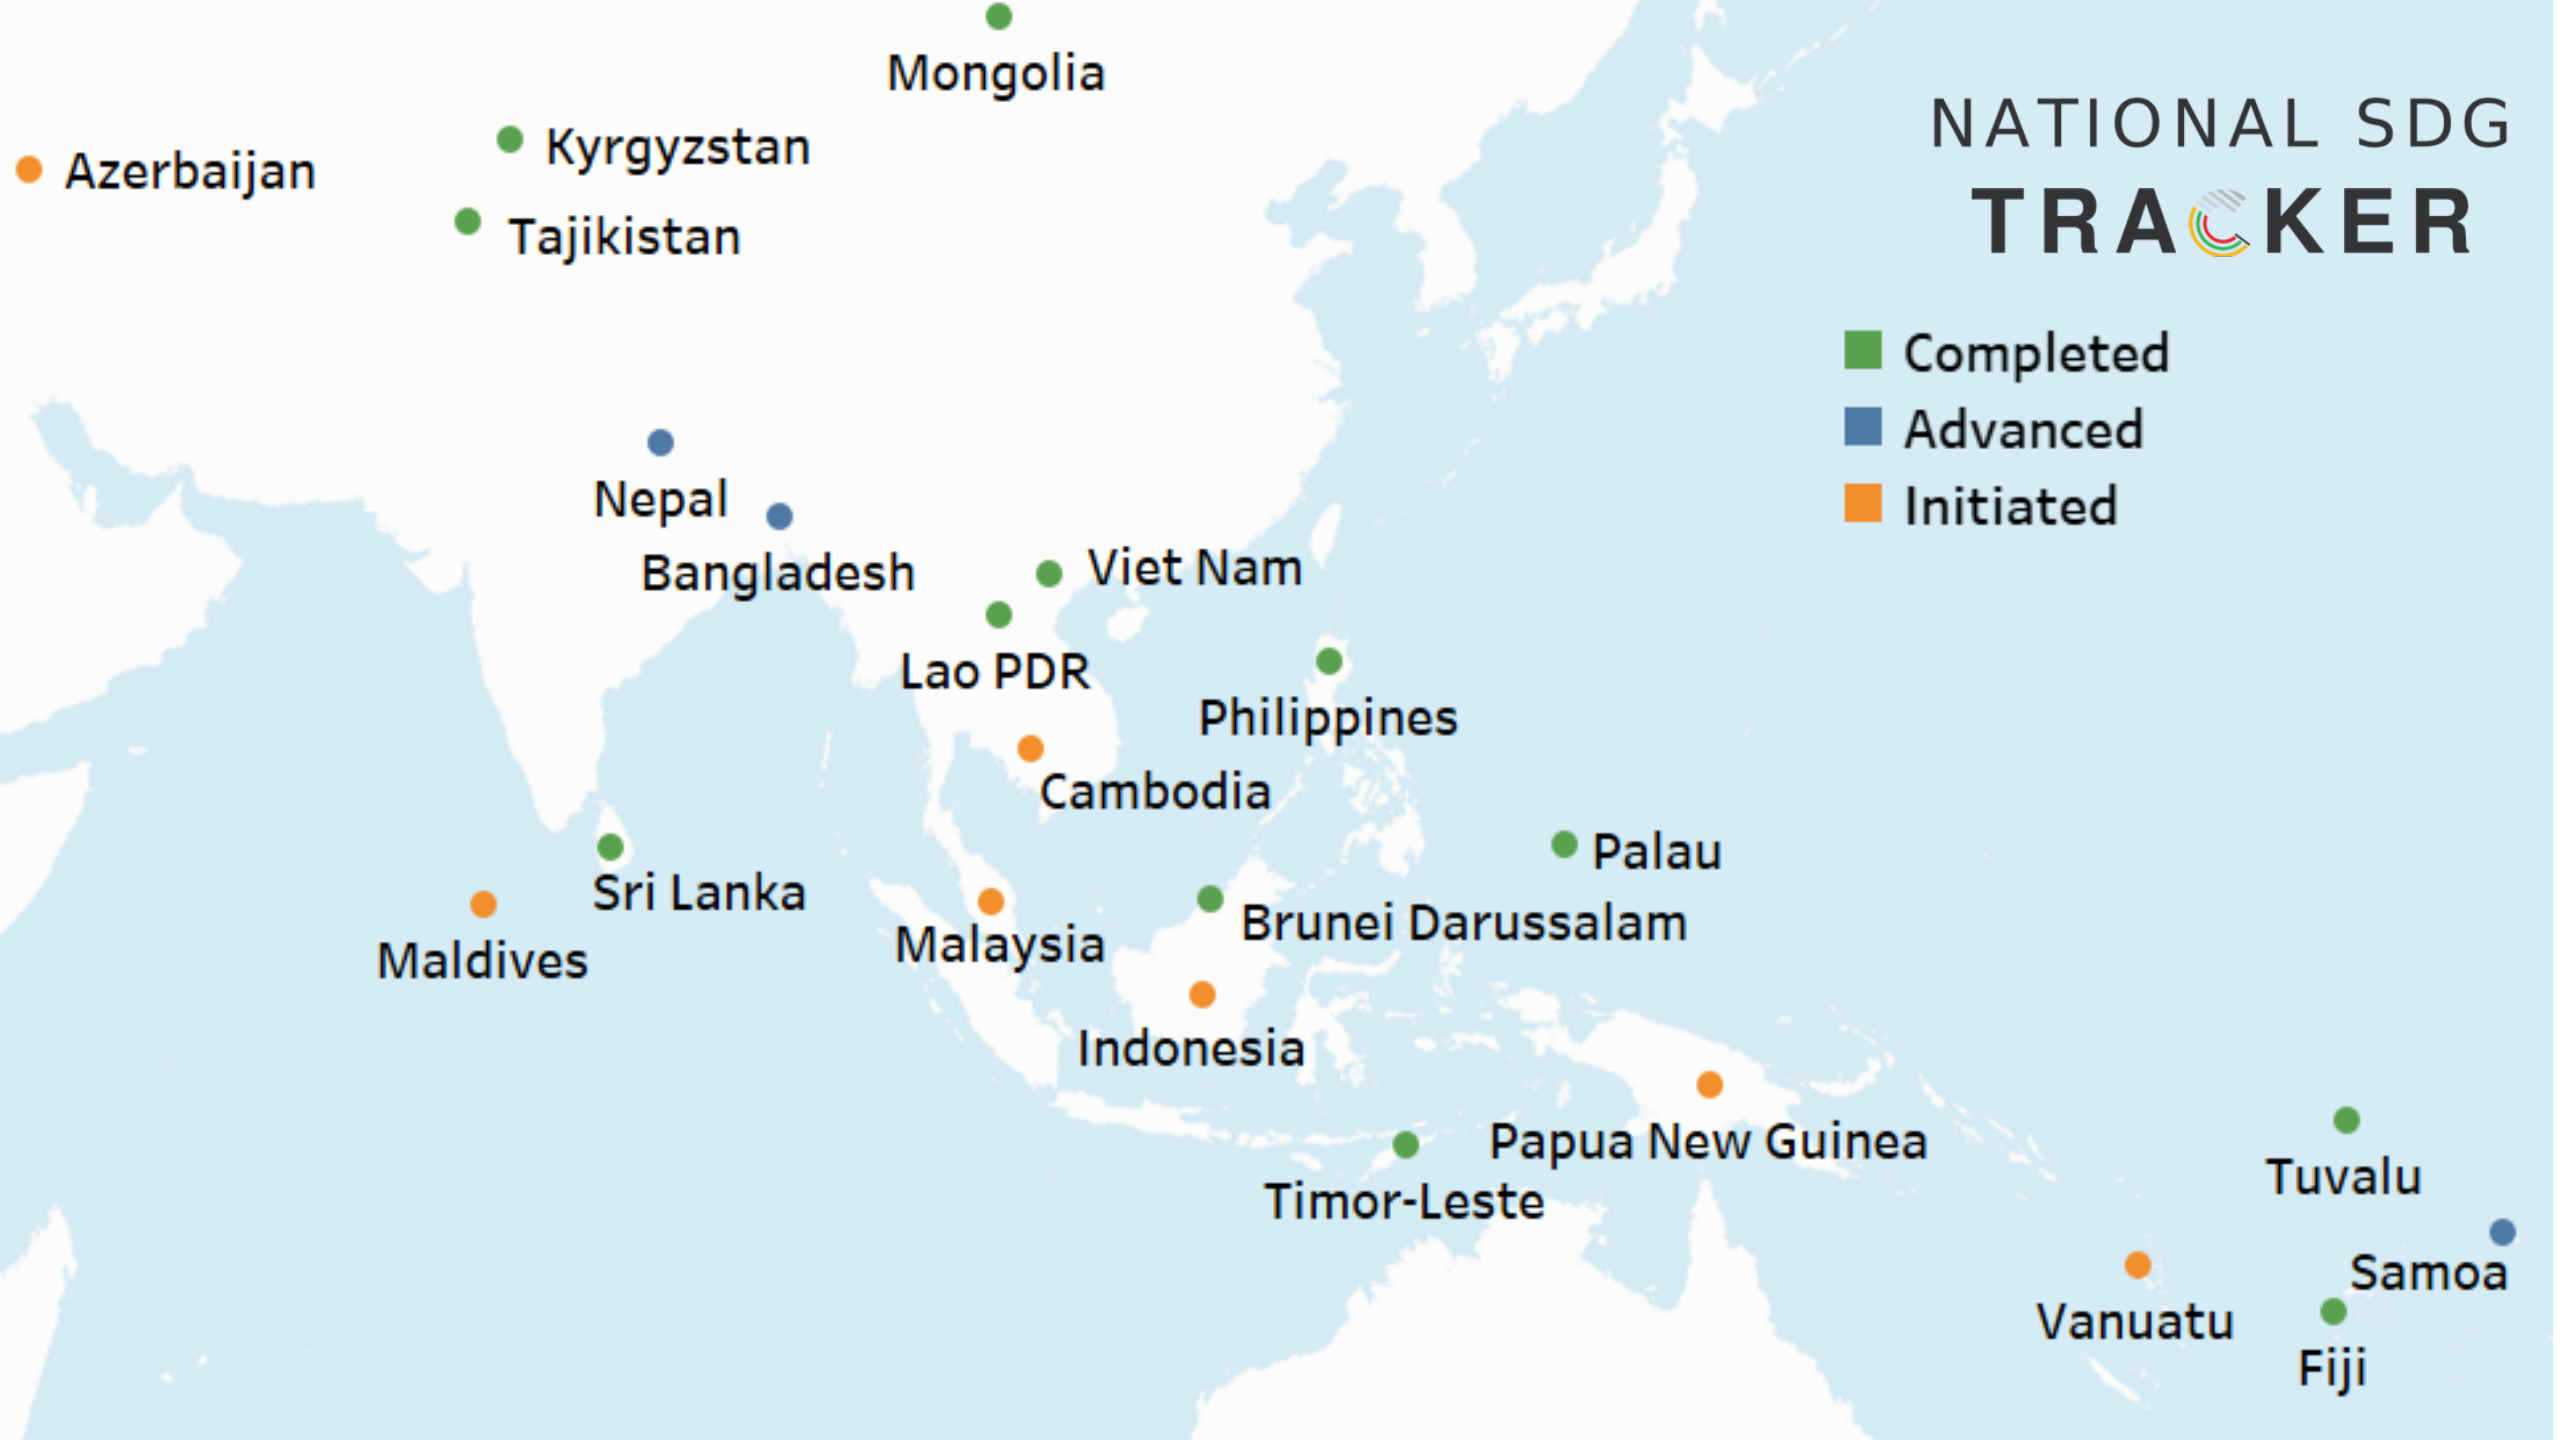 Mongolia
NATIONAL SDG
TRACKER
Kyrgyzstan
Azerbaijan
Tajikistan
Completed
Advanced
Initiated
Nepal
Bangladesh
Viet Nam
Lao PDR
Philippines
Cambodia
Palau
Sri Lanka
Brunei Darussalam
Malaysia
Maldives
Indonesia
Papua New Guinea
Timor-Leste
Tuvalu
Samoa
Vanuatu
Fiji